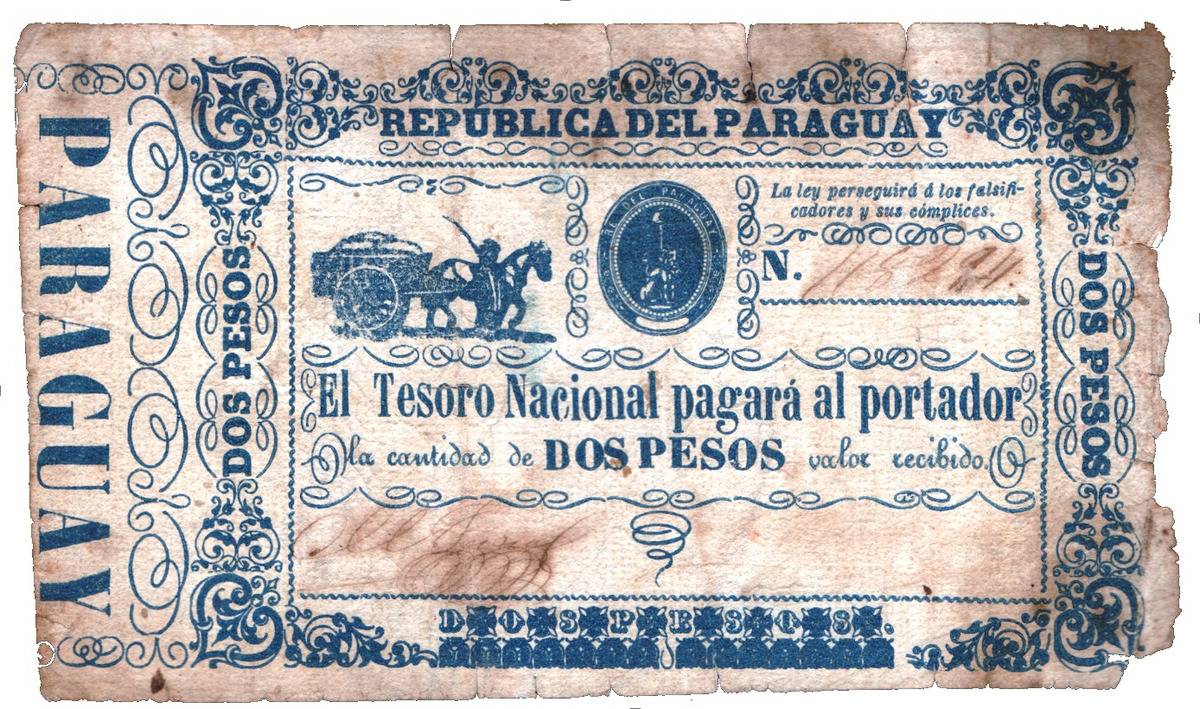 PARAGUAY
REPUBLICA DEL PARAGUAY
La ley perseguirá á los falsifi-
cadores y sus cómplices.
N.
DOS PESOS
DOS PESOS
El Tesoro Nacional pagará al portador
la cantidad de DOS PESOS valor recibido.
DOS PESOS.